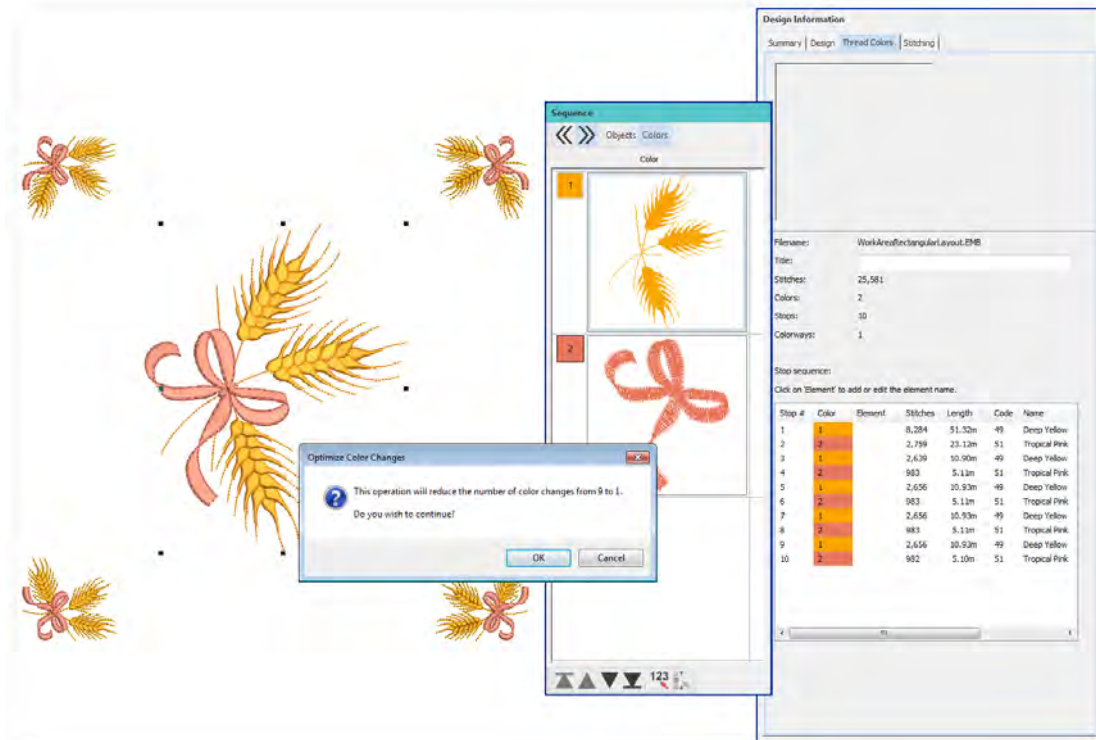 Design Information
Summary Design Thread Colors Stitching
Sequence
Objects Colors
Color
1
2
Filename: WorkAreaRectangularLayout.EMB
Title:
Stitches: 25,581
Colors: 2
Stops: 10
Colorways: 1
Stop sequence:
Click on 'Element' to add or edit the element name.
Stop # Color Element Stitches Length Code Name
1 1 8,284 51.32m 49 Deep Yellow
2 2 2,759 23.12m 51 Tropical Pink
3 1 2,639 10.90m 49 Deep Yellow
4 2 983 5.11m 51 Tropical Pink
5 1 2,656 10.93m 49 Deep Yellow
6 2 983 5.11m 51 Tropical Pink
7 1 2,656 10.93m 49 Deep Yellow
8 2 983 5.11m 51 Tropical Pink
9 1 2,656 10.93m 49 Deep Yellow
10 2 982 5.10m 51 Tropical Pink
Optimize Color Changes
This operation will reduce the number of color changes from 9 to 1.
Do you wish to continue?
OK Cancel
123